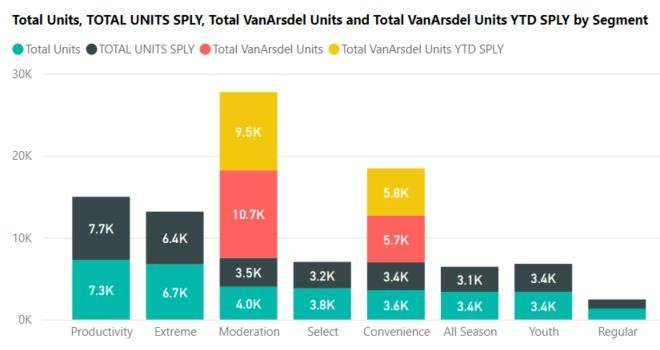 Total Units, TOTAL UNITS SPLY, Total VanArsdel Units and Total VanArsdel Units YTD SPLY by Segment
Total Units TOTAL UNITS SPLY Total VanArsdel Units Total VanArsdel Units YTD SPLY
30K
20K
10K
0K
9.5K
10.7K
5.8K
5.7K
7.7K 6.4K 3.5K 3.2K 3.4K 3.1K 3.4K
7.3K 6.7K 4.0K 3.8K 3.6K 3.4K 3.4K
Productivity Extreme Moderation Select Convenience All Season Youth Regular